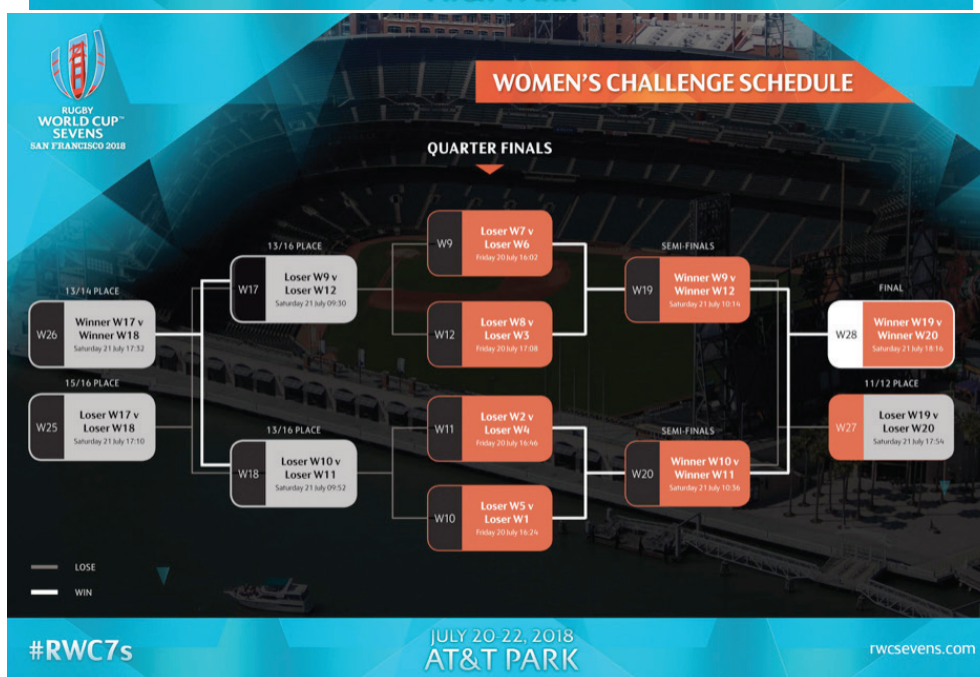 RUGBY
WORLD CUP™
SEVENS
SAN FRANCISCO 2018
WOMEN'S CHALLENGE SCHEDULE
QUARTER FINALS
W9
Loser W7 v
Loser W6
Friday 20 July 16:02
13/16 PLACE
W17
Loser W9 v
Loser W12
Saturday 21 July 09:30
SEMI-FINALS
W19
Winner W9 v
Winner W12
Saturday 21 July 10:14
13/14 PLACE
W26
Winner W17 v
Winner W18
Saturday 21 July 17:32
W12
Loser W8 v
Loser W3
Friday 20 July 17:08
FINAL
W28
Winner W19 v
Winner W20
Saturday 21 July 18:16
15/16 PLACE
W25
Loser W17 v
Loser W18
Saturday 21 July 17:10
W11
Loser W2 v
Loser W4
Friday 20 July 16:46
11/12 PLACE
W27
Loser W19 v
Loser W20
Saturday 21 July 17:54
13/16 PLACE
W18
Loser W10 v
Loser W11
Saturday 21 July 09:52
SEMI-FINALS
W20
Winner W10 v
Winner W11
Saturday 21 July 10:36
W10
Loser W5 v
Loser W1
Friday 20 July 16:24
LOSE
WIN
#RWC7s
JULY 20-22, 2018
AT&T PARK
rwcsevens.com